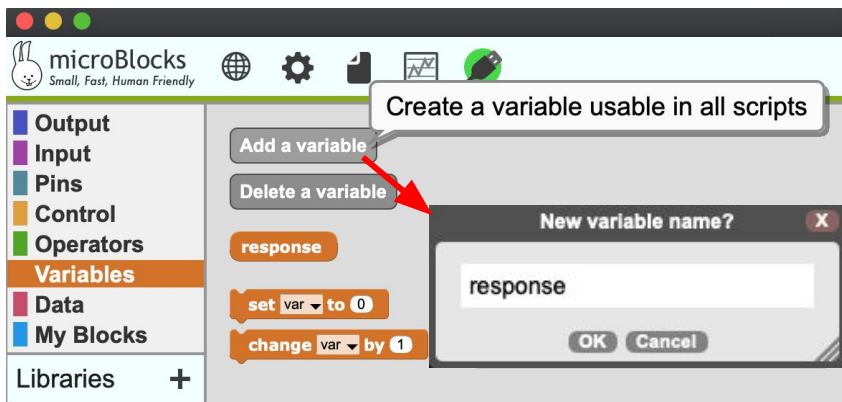 microBlocks
Small, Fast, Human Friendly
Create a variable usable in all scripts
Output
Input
Pins
Control
Operators
Variables
Data
My Blocks
Libraries +
Add a variable
Delete a variable
response
set var to 0
change var by 1
New variable name?
X
response
OK Cancel